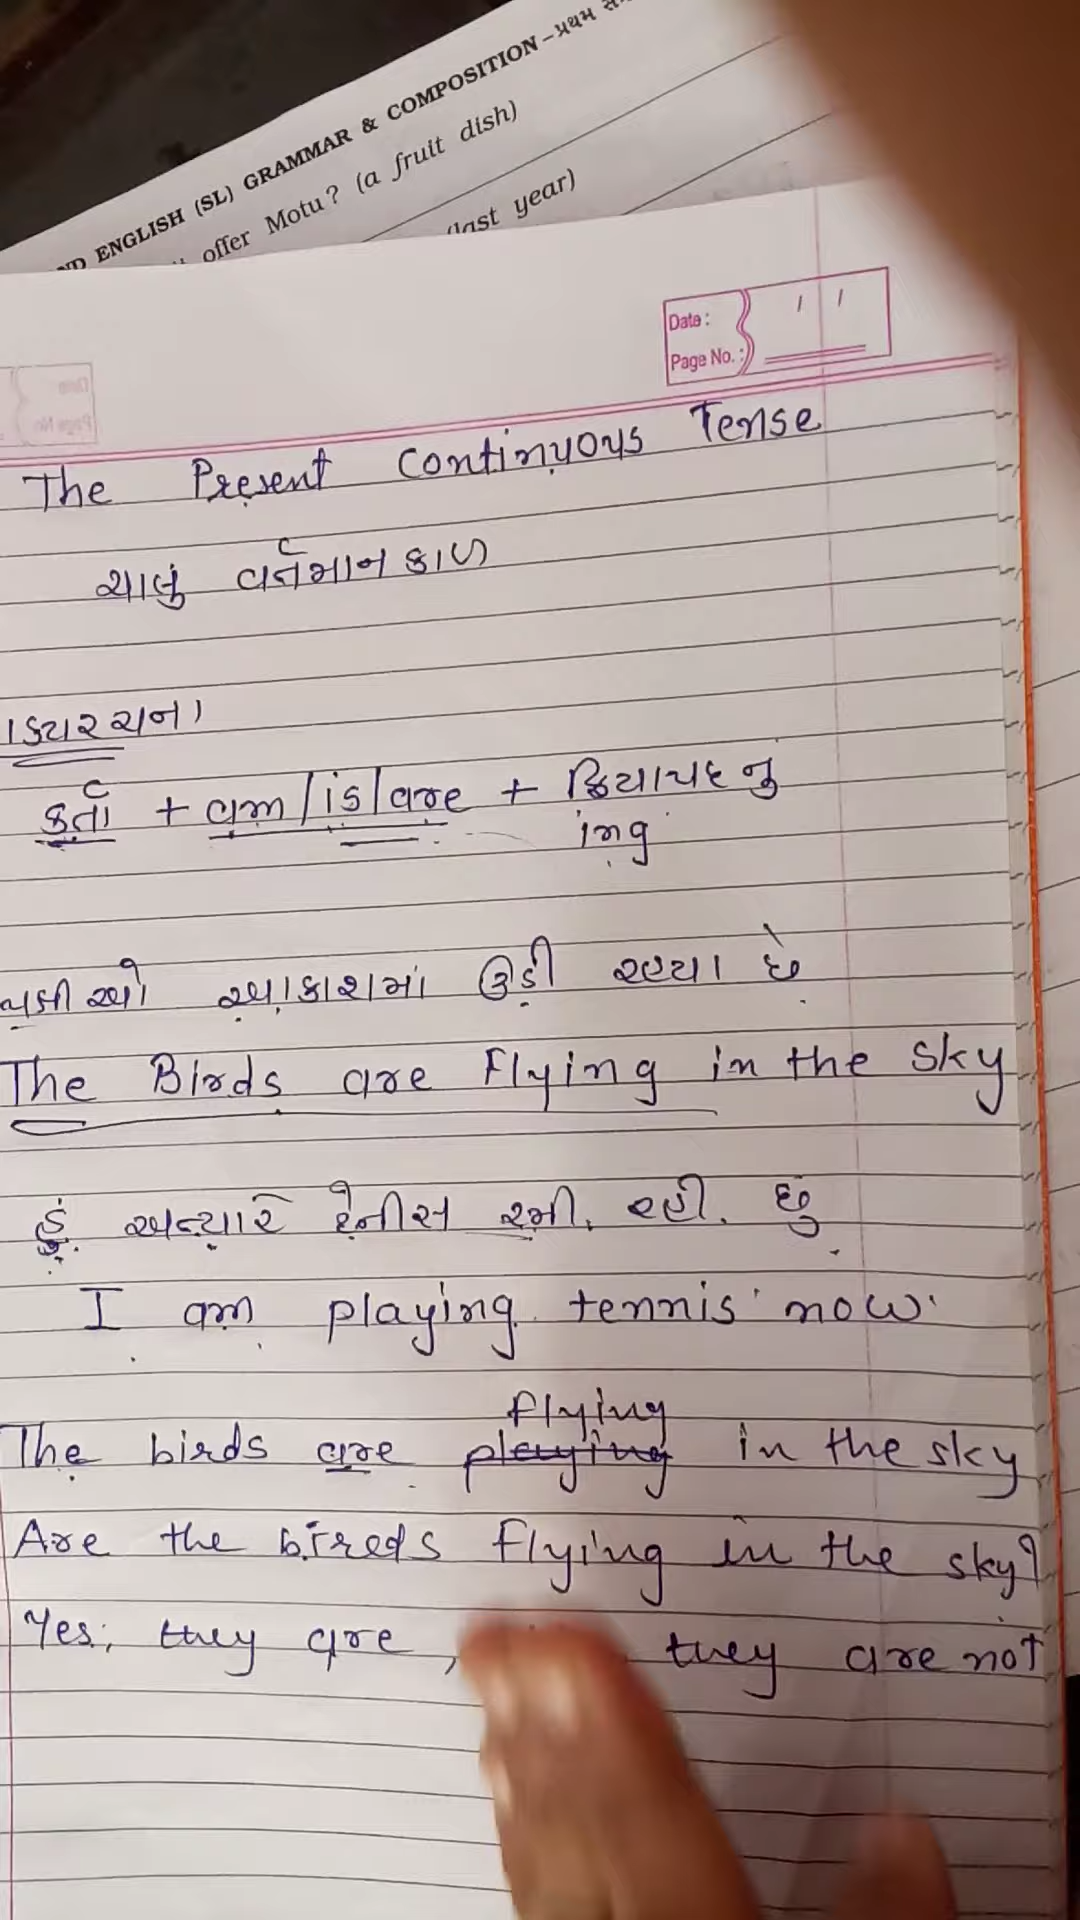 ENGLISH (SL) GRAMMAR & COMPOSITION – પ્રથમ
offer Motu? (a fruit dish)
last year)
Date : / /
Page No. :
The Present Continuous Tense
ચાલું વર્તમાન કાળ
ક્યારચના
કર્તા + am/is/are + ક્રિયાપદ નુ
ing
પક્ષીઓ આકાશમાં ઉડી રહ્યા છે
The Birds are Flying in the Sky
હું અત્યારે ટેનીસ રમી. રહી. છુ
I am playing tennis now.
flying
The birds are playing in the sky
Are the bireds flying in the sky?
Yes, they are, they are not